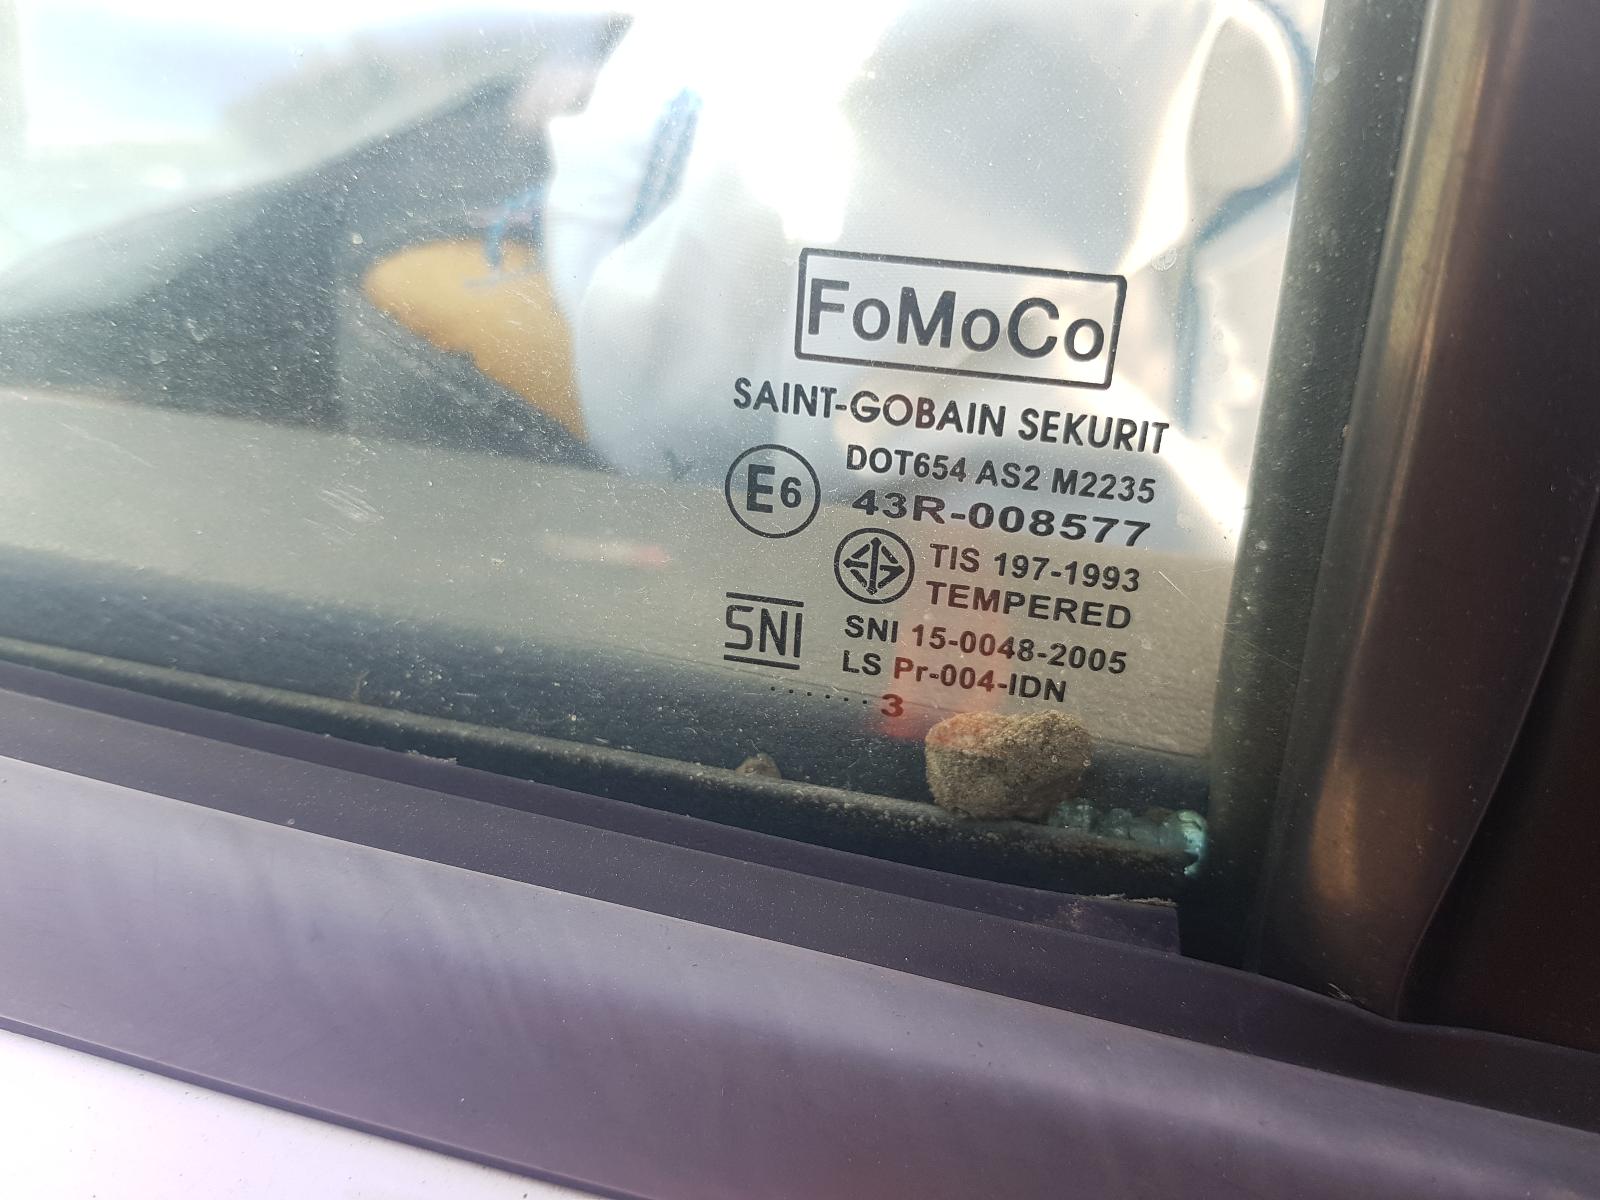 FoMoCo
SAINT-GOBAIN SEKURIT
E6
DOT654 AS2 M2235
43R-008577
TIS 197-1993
TEMPERED
SNI
SNI 15-0048-2005
LS Pr-004-IDN
......3